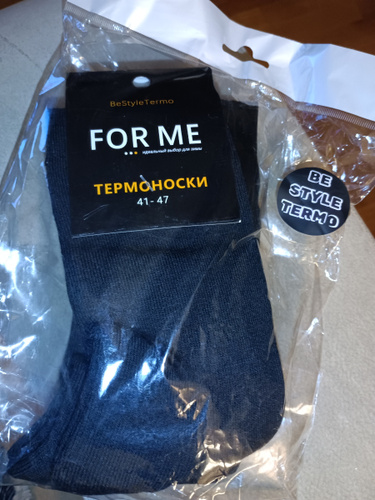 BeStyleTermo
FOR ME
идеальный выбор для зимы
ТЕРМОНОСКИ
41 - 47
BE
STYLE
TERMO